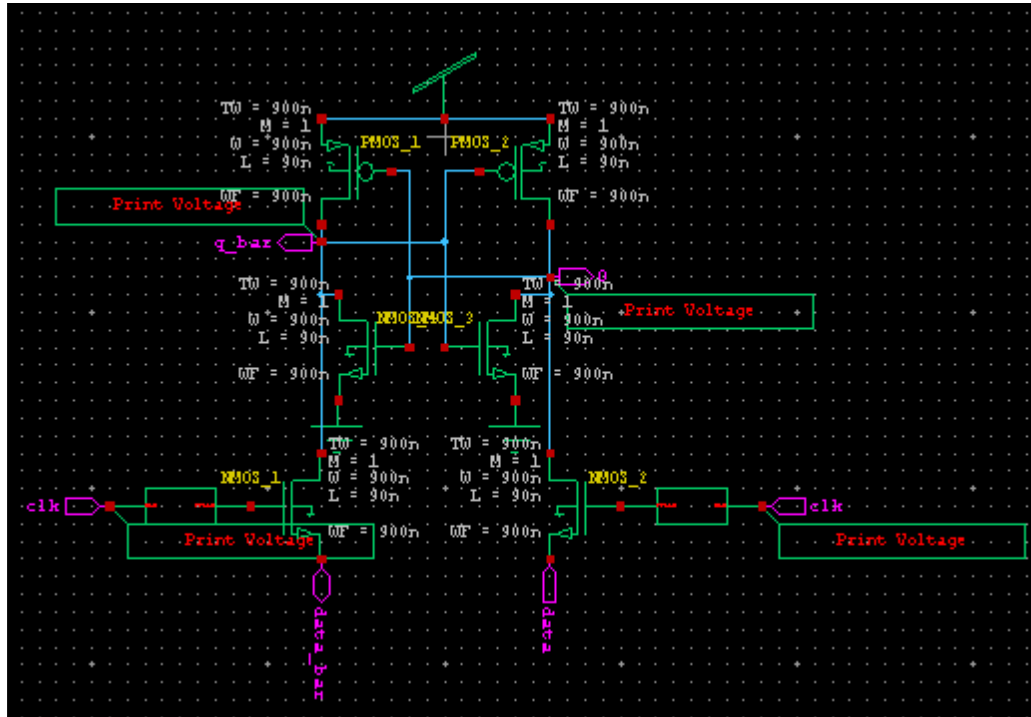 TW = 900n
M = 1
W = 900n
L = 90n
WF = 900n
PMOS_1
PMOS_2
TW = 900n
M = 1
W = 900n
L = 90n
WF = 900n
Print Voltage
q_bar
TW = 900n
M = 1
W = 900n
L = 90n
WF = 900n
NMOS_3
TW = 900n
M = 1
W = 900n
L = 90n
WF = 900n
Print Voltage
NMOS_1
TW = 900n
M = 1
W = 900n
L = 90n
WF = 900n
TW = 900n
M = 1
W = 900n
L = 90n
WF = 900n
NMOS_2
clk
Print Voltage
clk
Print Voltage
data_bar
data